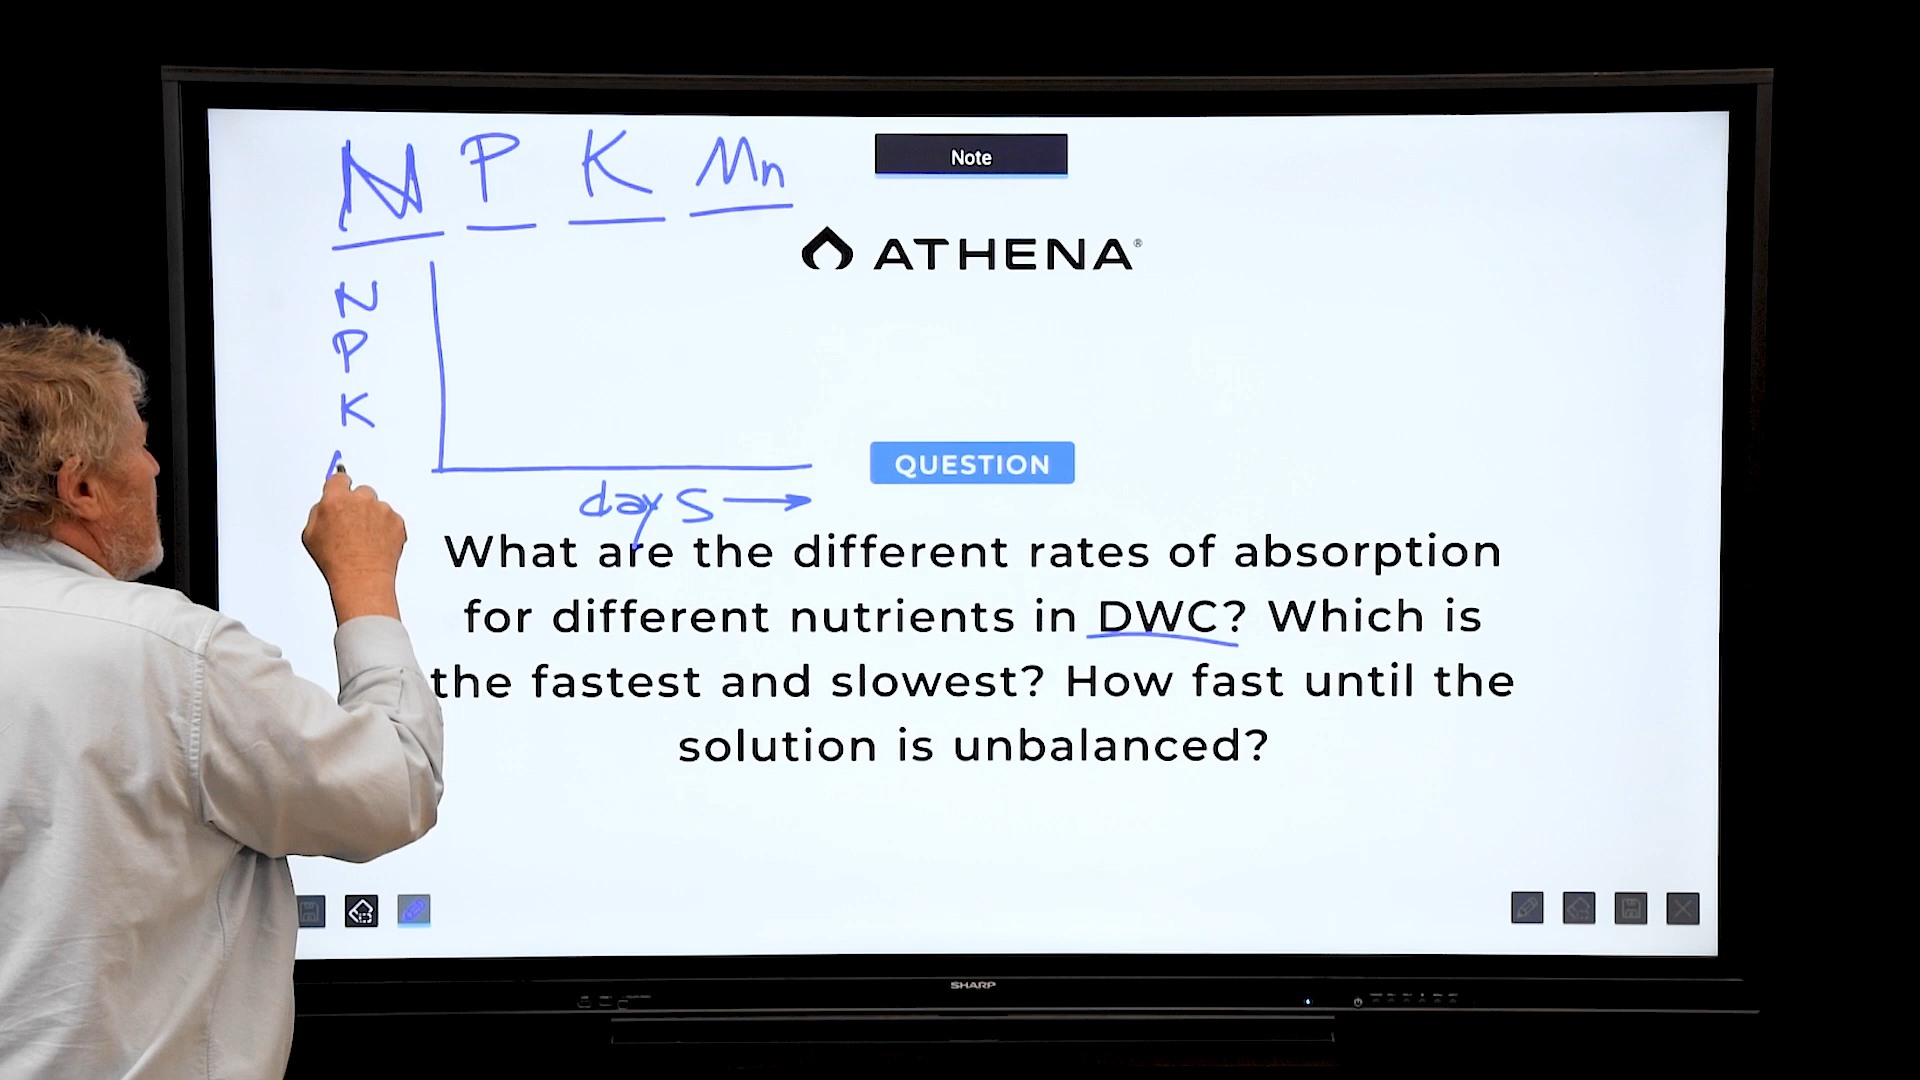 N P K Mn
Note
ATHENA®
N
P
K
QUESTION
days →
What are the different rates of absorption
for different nutrients in DWC? Which is
the fastest and slowest? How fast until the
solution is unbalanced?
SHARP